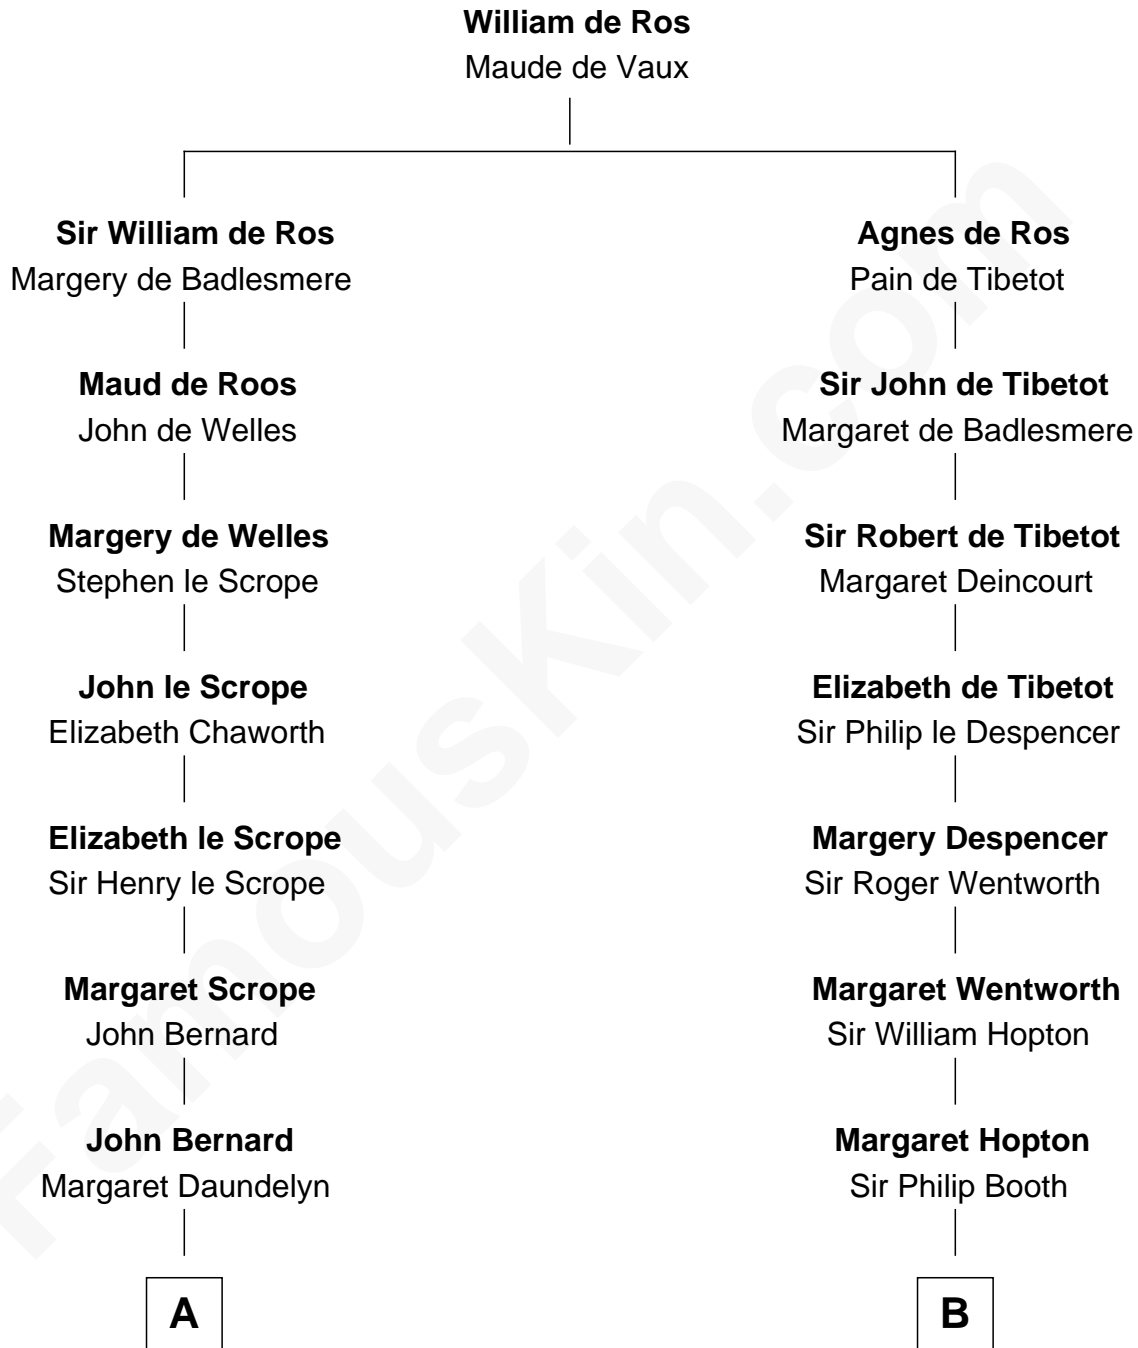 William de Ros
Maude de Vaux
Sir William de Ros
Margery de Badlesmere
Maud de Roos
John de Welles
Margery de Welles
Stephen le Scrope
John le Scrope
Elizabeth Chaworth
Elizabeth le Scrope
Sir Henry le Scrope
Margaret Scrope
John Bernard
John Bernard
Margaret Daundelyn
A
Agnes de Ros
Pain de Tibetot
Sir John de Tibetot
Margaret de Badlesmere
Sir Robert de Tibetot
Margaret Deincourt
Elizabeth de Tibetot
Sir Philip le Despencer
Margery Despencer
Sir Roger Wentworth
Margaret Wentworth
Sir William Hopton
Margaret Hopton
Sir Philip Booth
B
FamousKin.com